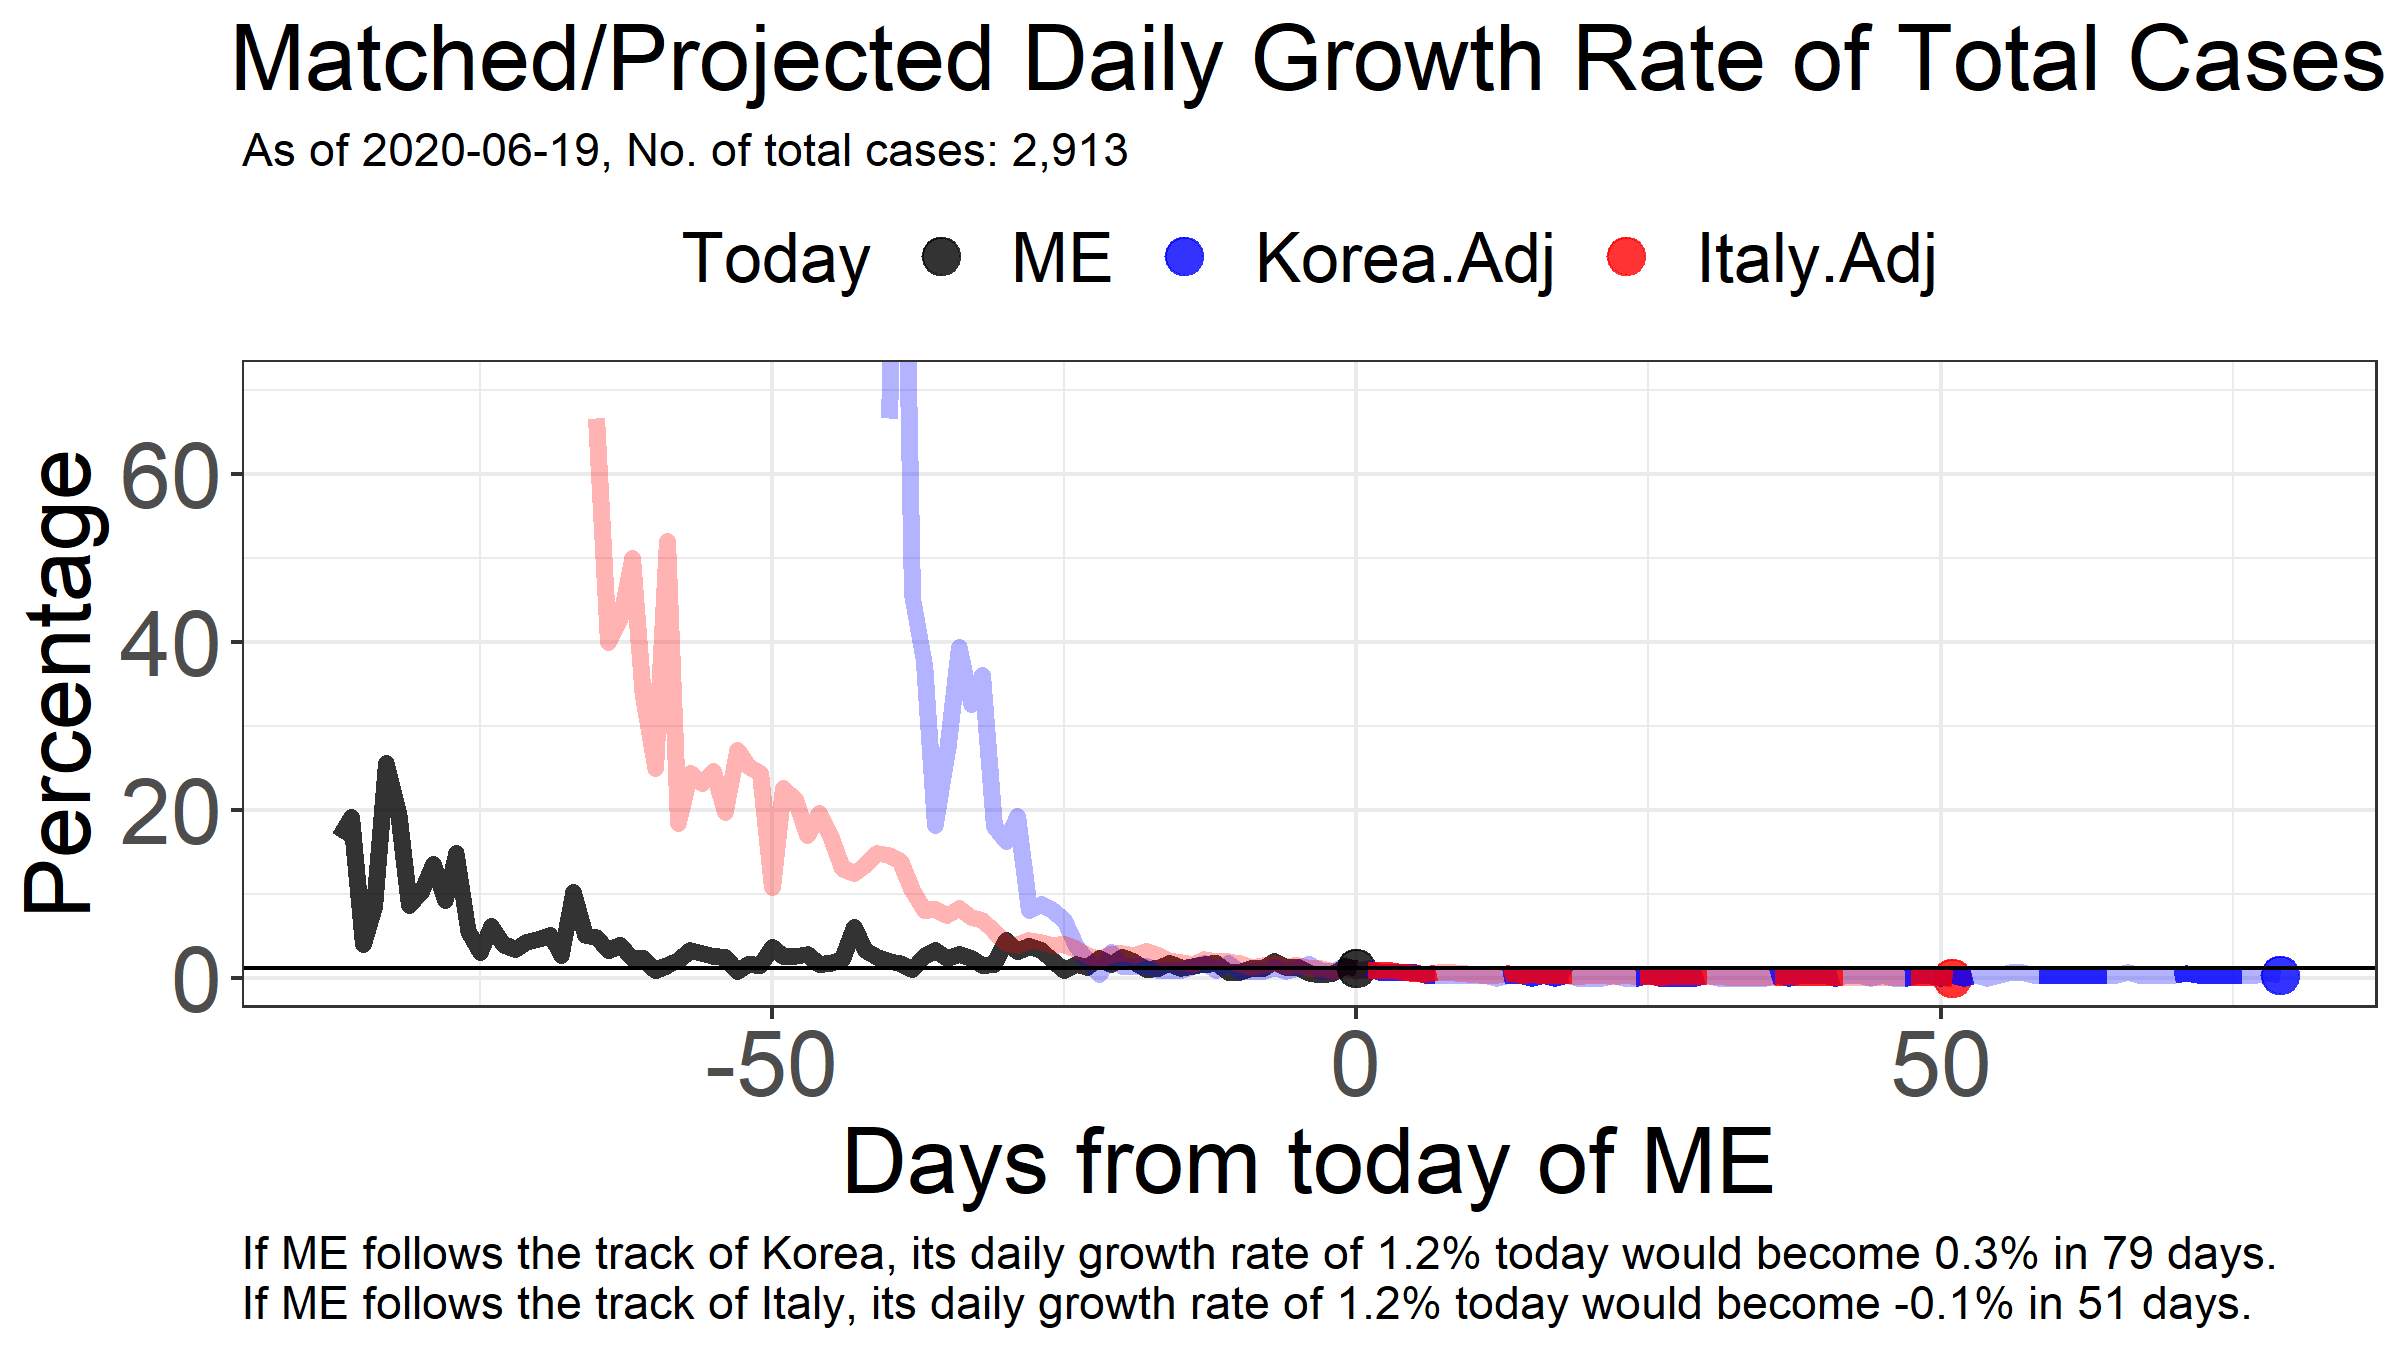 Matched/Projected Daily Growth Rate of Total Cases
As of 2020-06-19, No. of total cases: 2,913
Today ME Korea.Adj Italy.Adj
Percentage
60
40
20
0
-50 0 50
Days from today of ME
If ME follows the track of Korea, its daily growth rate of 1.2% today would become 0.3% in 79 days.
If ME follows the track of Italy, its daily growth rate of 1.2% today would become -0.1% in 51 days.